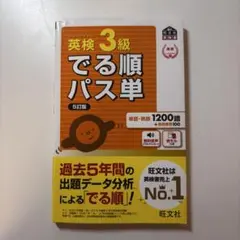 英検3級
でる順
パス単
5訂版
単語・熟語1200語
過去5年間の
出題データ分析
による「でる順」!
旺文社は
英検書売上
No.1
旺文社